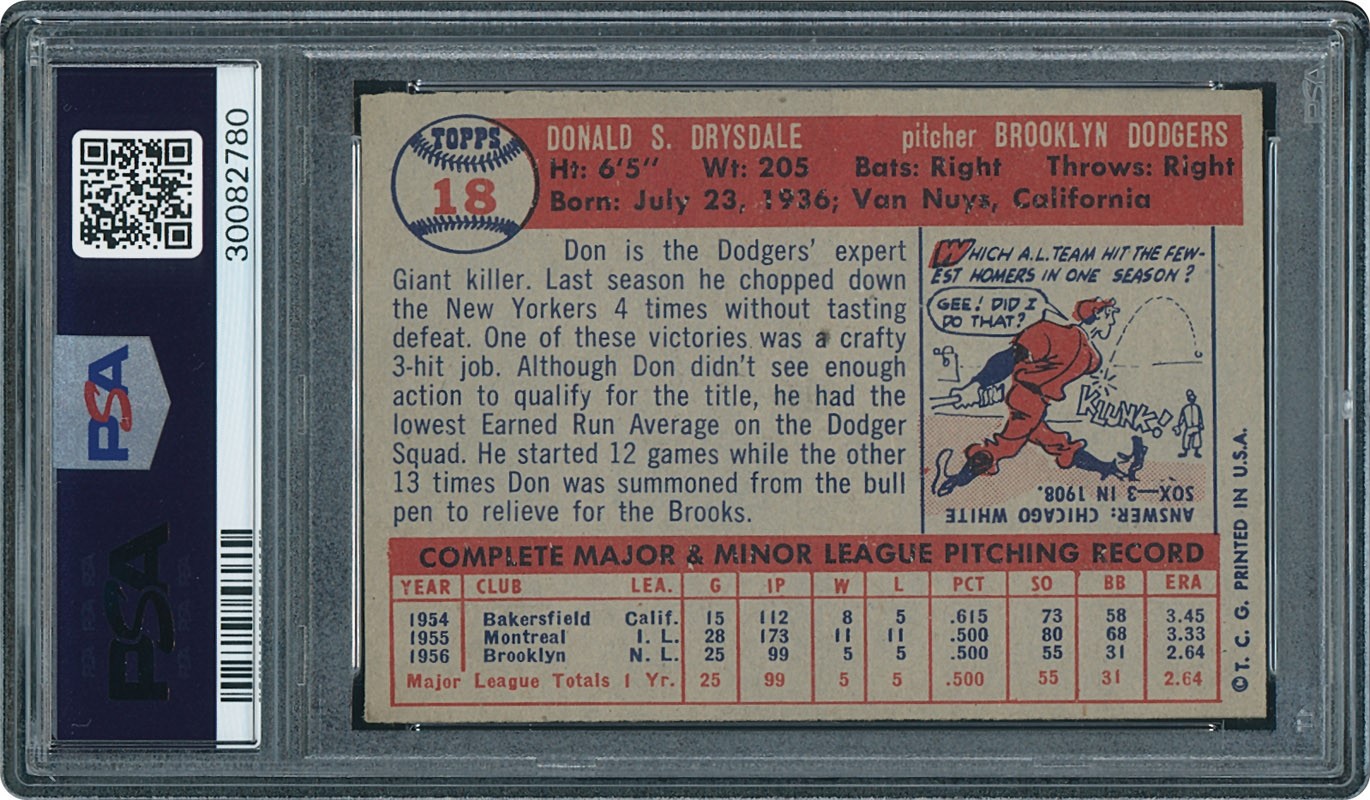 PSA
30082780
PSA
PSA
TOPPS
18
DONALD S. DRYSDALE pitcher BROOKLYN DODGERS
Ht: 6'5" Wt: 205 Bats: Right Throws: Right
Born: July 23, 1936; Van Nuys, California
Don is the Dodgers' expert
Giant killer. Last season he chopped down
the New Yorkers 4 times without tasting
defeat. One of these victories was a crafty
3-hit job. Although Don didn't see enough
action to qualify for the title, he had the
lowest Earned Run Average on the Dodger
Squad. He started 12 games while the other
13 times Don was summoned from the bull
pen to relieve for the Brooks.
WHICH A.L. TEAM HIT THE FEW-
EST HOMERS IN ONE SEASON?
GEE! DID I
DO THAT?
KLUNK!
ANSWER: CHICAGO WHITE
SOX—3 IN 1908.
COMPLETE MAJOR & MINOR LEAGUE PITCHING RECORD
YEAR CLUB LEA. G IP W L PCT SO BB ERA
1954 Bakersfield Calif. 15 112 8 5 .615 73 58 3.45
1955 Montreal I. L. 28 173 11 11 .500 80 68 3.33
1956 Brooklyn N. L. 25 99 5 5 .500 55 31 2.64
Major League Totals 1 Yr. 25 99 5 5 .500 55 31 2.64
© T. C. G. PRINTED IN U.S.A.
PSA